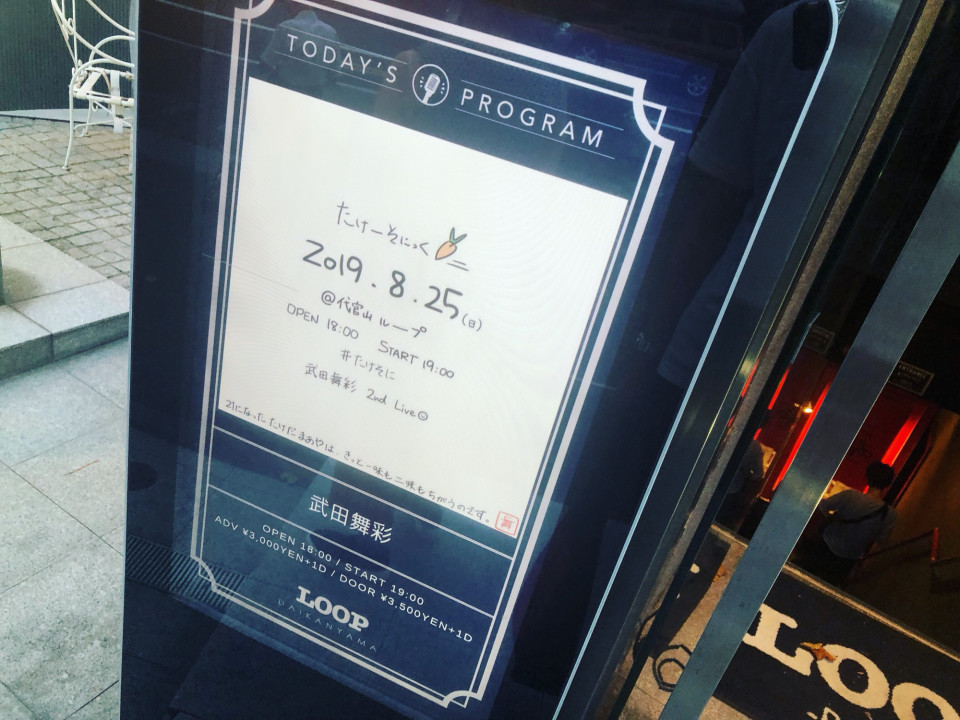 TODAY'S PROGRAM
たけーそにっく
2019.8.25(日)
@代官山ループ
OPEN 18:00 START 19:00
#たけそに
武田舞彩 2nd Live☺
21になったたけだまあやは、きっと一味も二味もちがうのです。
武田舞彩
OPEN 18:00 / START 19:00
ADV ¥3,000YEN+1D / DOOR ¥3,500YEN+1D
LOOP
DAIKANYAMA
LOO